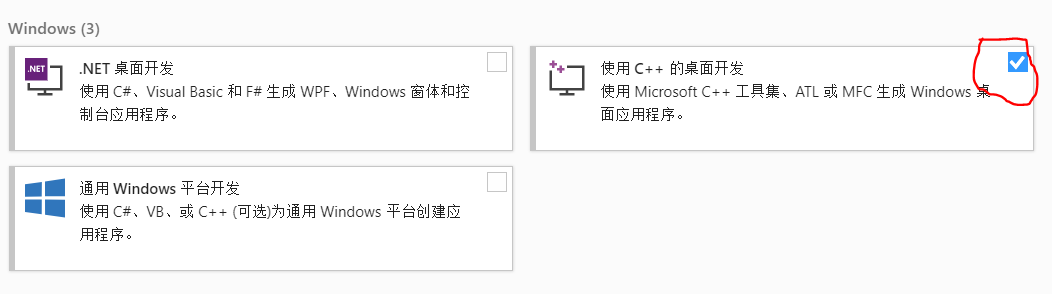 Windows (3)
.NET
.NET 桌面开发
使用 C#、Visual Basic 和 F# 生成 WPF、Windows 窗体和控
制台应用程序。
使用 C++ 的桌面开发
使用 Microsoft C++ 工具集、ATL 或 MFC 生成 Windows 桌
面应用程序。
通用 Windows 平台开发
使用 C#、VB、或 C++ (可选)为通用 Windows 平台创建应
用程序。